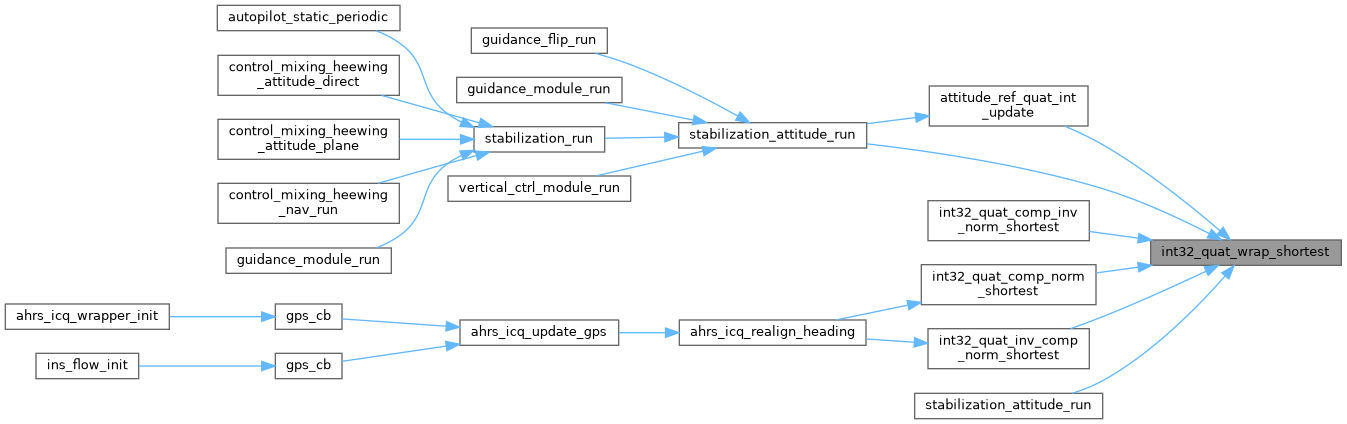 autopilot_static_periodic
control_mixing_heewing
_attitude_direct
control_mixing_heewing
_attitude_plane
control_mixing_heewing
_nav_run
guidance_module_run
guidance_flip_run
guidance_module_run
stabilization_run
vertical_ctrl_module_run
stabilization_attitude_run
attitude_ref_quat_int
_update
int32_quat_comp_inv
_norm_shortest
int32_quat_wrap_shortest
int32_quat_comp_norm
_shortest
int32_quat_inv_comp
_norm_shortest
stabilization_attitude_run
ahrs_icq_wrapper_init
gps_cb
ahrs_icq_update_gps
ahrs_icq_realign_heading
ins_flow_init
gps_cb